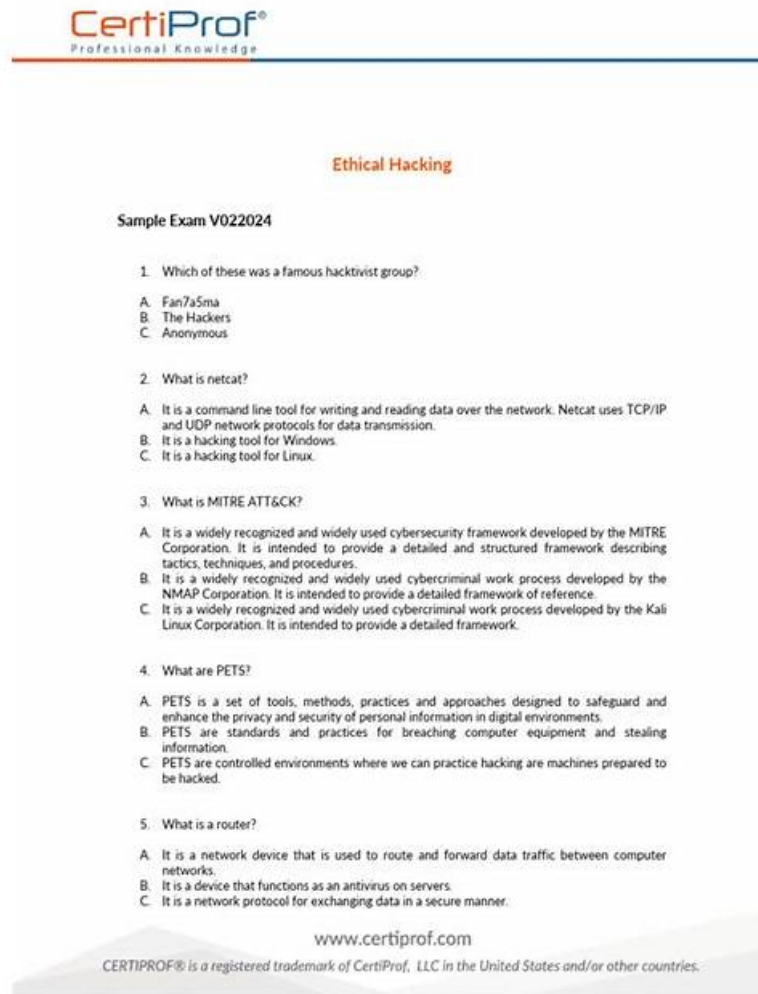 CertiProf®
Professional Knowledge
Ethical Hacking
Sample Exam V022024
1. Which of these was a famous hacktivist group?
A. Fan7a5ma
B. The Hackers
C. Anonymous
2. What is netcat?
A. It is a command line tool for writing and reading data over the network. Netcat uses TCP/IP
and UDP network protocols for data transmission.
B. It is a hacking tool for Windows.
C. It is a hacking tool for Linux.
3. What is MITRE ATT&CK?
A. It is a widely recognized and widely used cybersecurity framework developed by the MITRE
Corporation. It is intended to provide a detailed and structured framework describing
tactics, techniques, and procedures.
B. It is a widely recognized and widely used cybercriminal work process developed by the
NMAP Corporation. It is intended to provide a detailed framework of reference.
C. It is a widely recognized and widely used cybercriminal work process developed by the Kali
Linux Corporation. It is intended to provide a detailed framework.
4. What are PETS?
A. PETS is a set of tools, methods, practices and approaches designed to safeguard and
enhance the privacy and security of personal information in digital environments.
B. PETS are standards and practices for breaching computer equipment and stealing
information.
C. PETS are controlled environments where we can practice hacking are machines prepared to
be hacked.
5. What is a router?
A. It is a network device that is used to route and forward data traffic between computer
networks.
B. It is a device that functions as an antivirus on servers.
C. It is a network protocol for exchanging data in a secure manner.
www.certiprof.com
CERTIPROF® is a registered trademark of CertiProf, LLC in the United States and/or other countries.